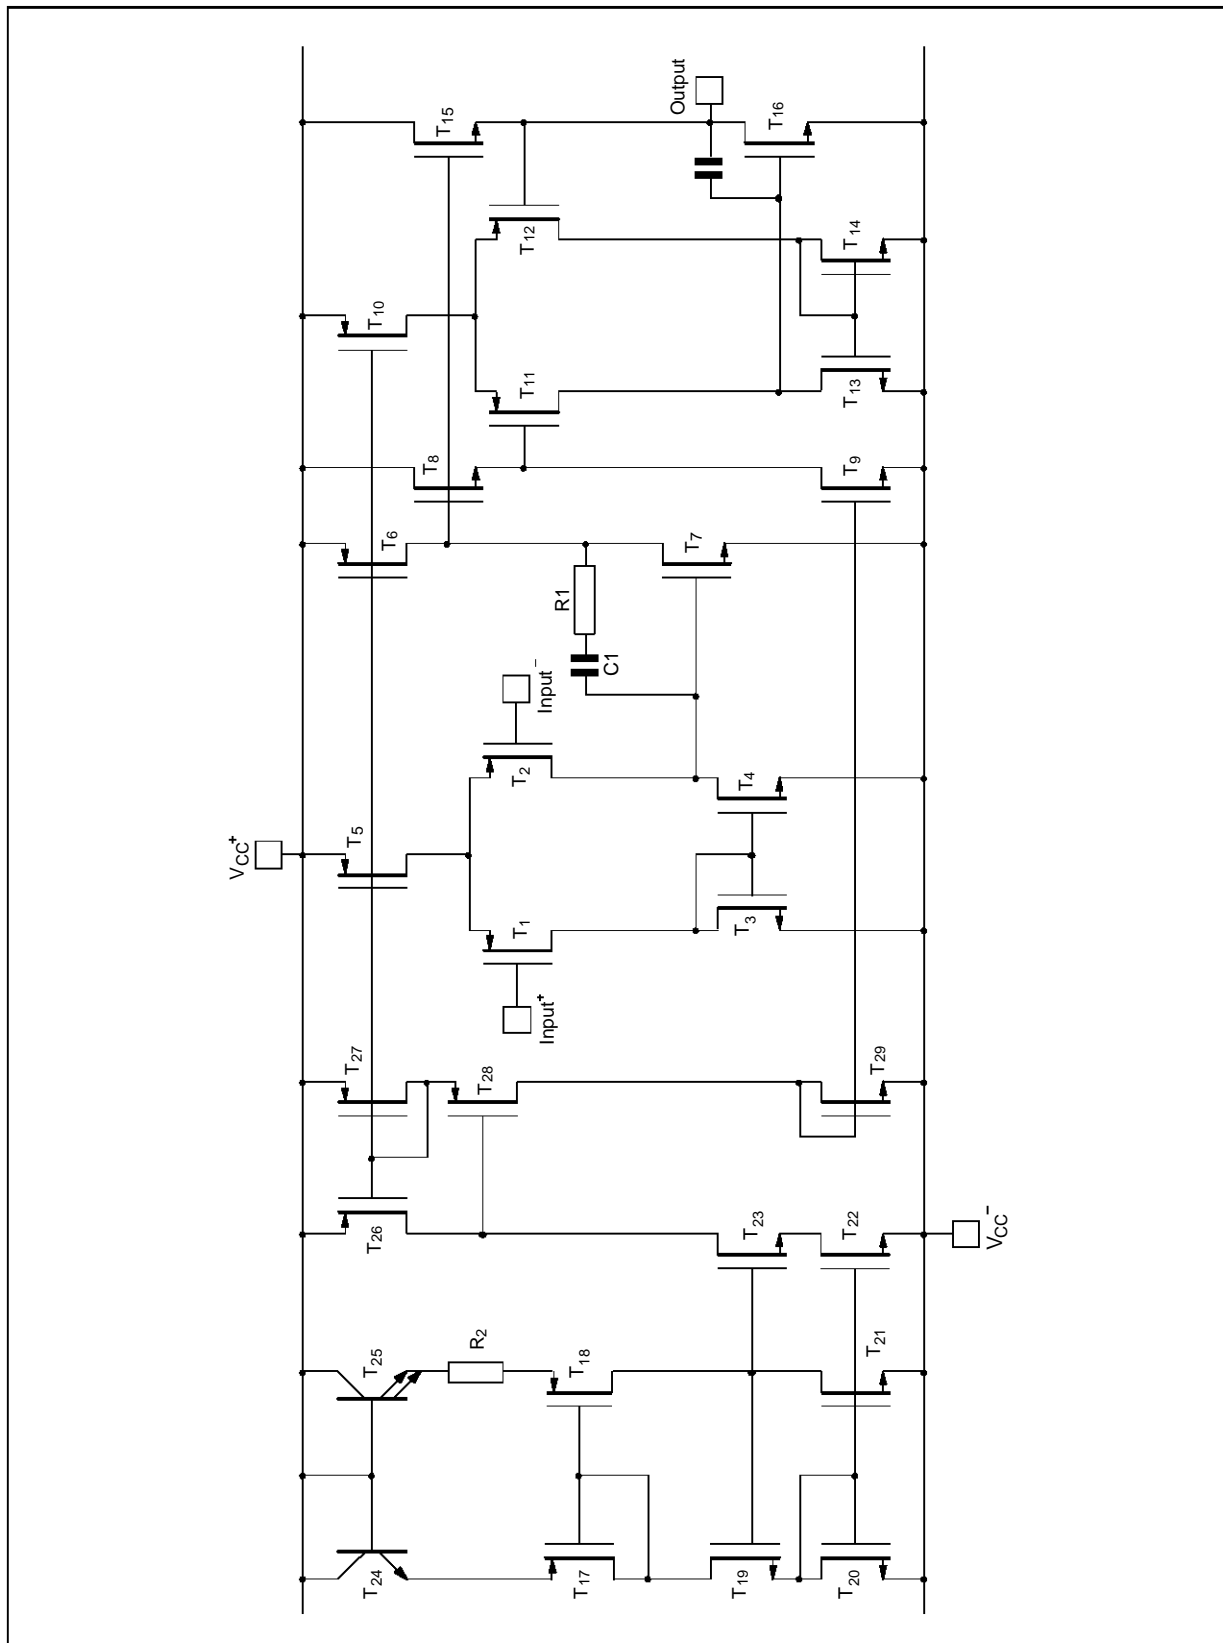 T24
T25
R2
T17
T18
T19
T20
T21
T26
T27
T28
T23
T22
T29
VCC−
VCC+
T5
Input+
T1
T2
Input−
T3
T4
C1
R1
T6
T7
T8
T9
T10
T11
T12
T13
T14
T15
Output
T16